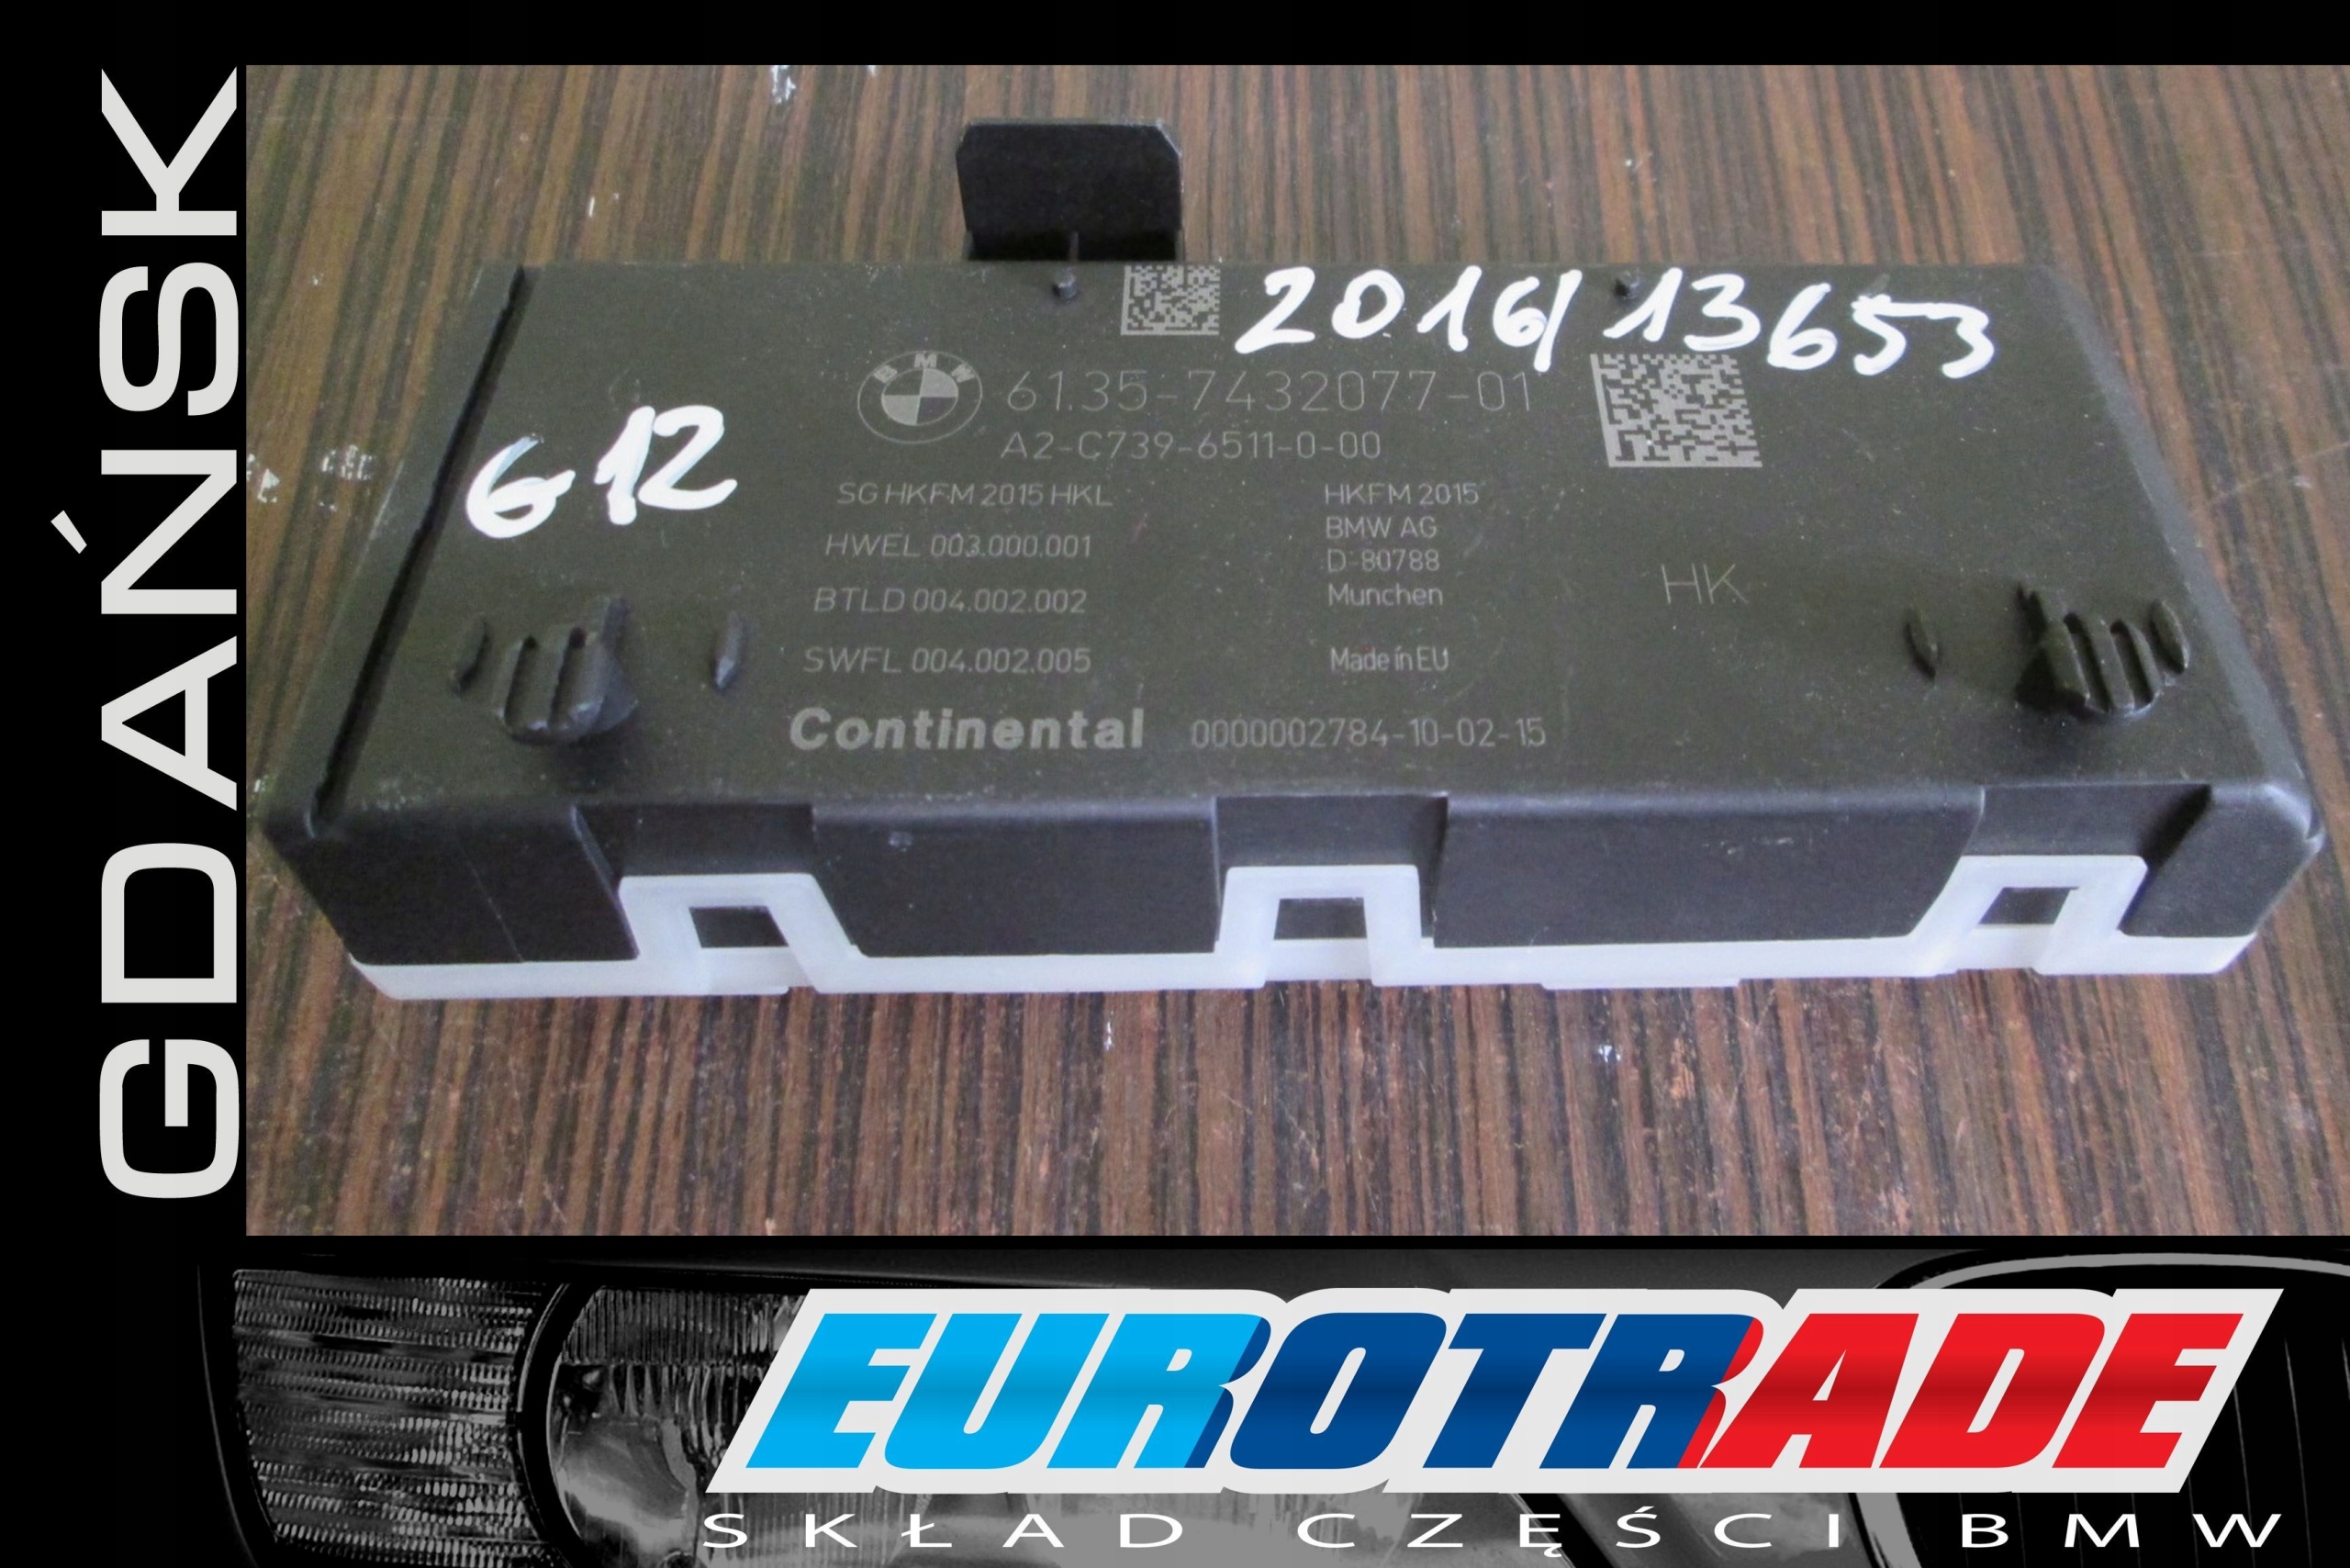 GDAŃSK
2016/13653
G12
BMW
61.35-7432077-01
A2-C739-6511-0-00
SG HKFM 2015 HKL
HWEL 003.000.001
BTLD 004.002.002
SWFL 004.002.005
HKFM 2015
BMW AG
D-80788
Munchen
Made in EU
HK
Continental 0000002784-10-02-15
EUROTRADE
SKŁAD CZĘŚCI BMW